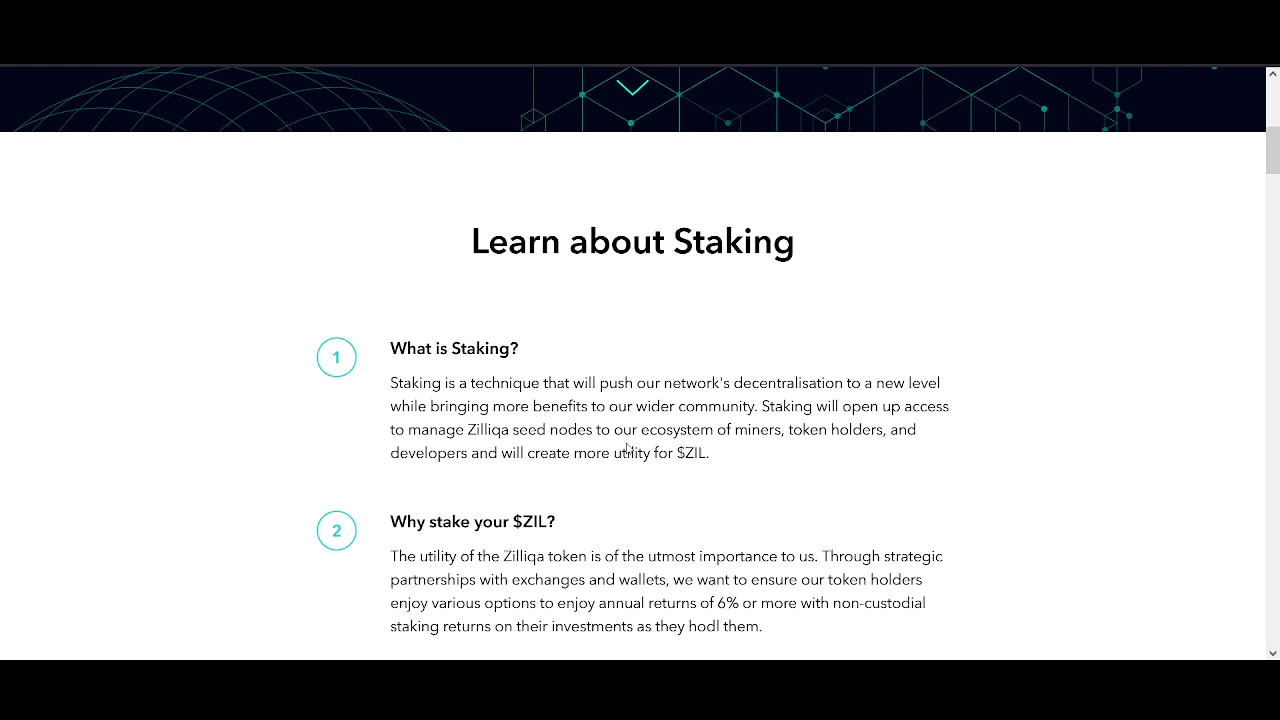 Learn about Staking
1
What is Staking?
Staking is a technique that will push our network's decentralisation to a new level
while bringing more benefits to our wider community. Staking will open up access
to manage Zilliqa seed nodes to our ecosystem of miners, token holders, and
developers and will create more utility for $ZIL.
2
Why stake your $ZIL?
The utility of the Zilliqa token is of the utmost importance to us. Through strategic
partnerships with exchanges and wallets, we want to ensure our token holders
enjoy various options to enjoy annual returns of 6% or more with non-custodial
staking returns on their investments as they hodl them.